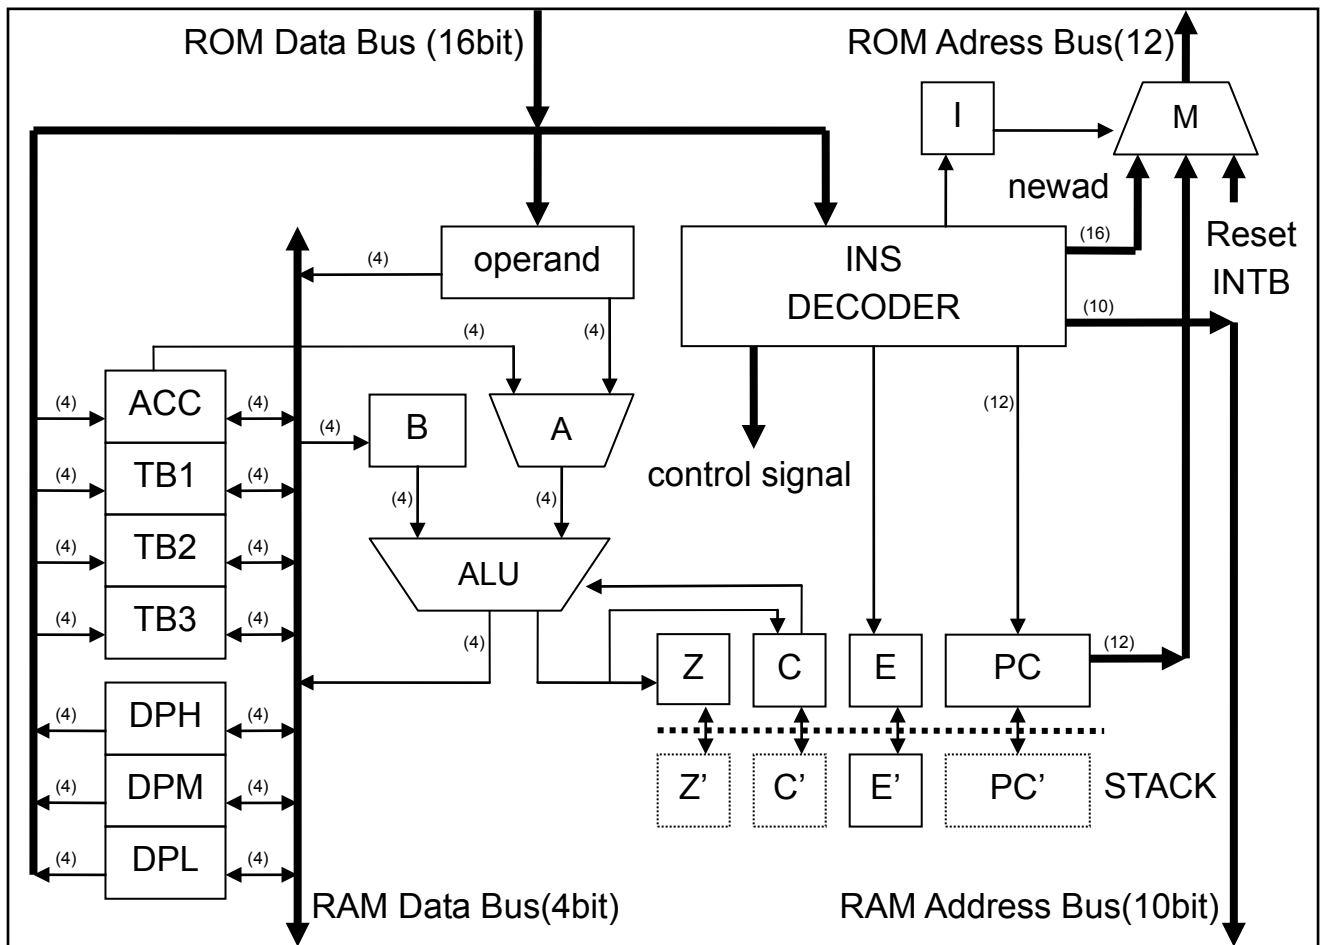 ROM Data Bus (16bit)
ROM Adress Bus(12)
I
M
newad
(16)
Reset
INTB
operand
(4)
INS
DECODER
(10)
(4)
(4)
ACC
(4)
(4)
(4)
B
A
(12)
control signal
TB1
(4)
(4)
(4)
(4)
TB2
(4)
(4)
ALU
TB3
(4)
(4)
(4)
Z
C
E
PC
(12)
DPH
(4)
(4)
DPM
(4)
(4)
Z’
C’
E’
PC’
STACK
DPL
(4)
(4)
RAM Data Bus(4bit)
RAM Address Bus(10bit)